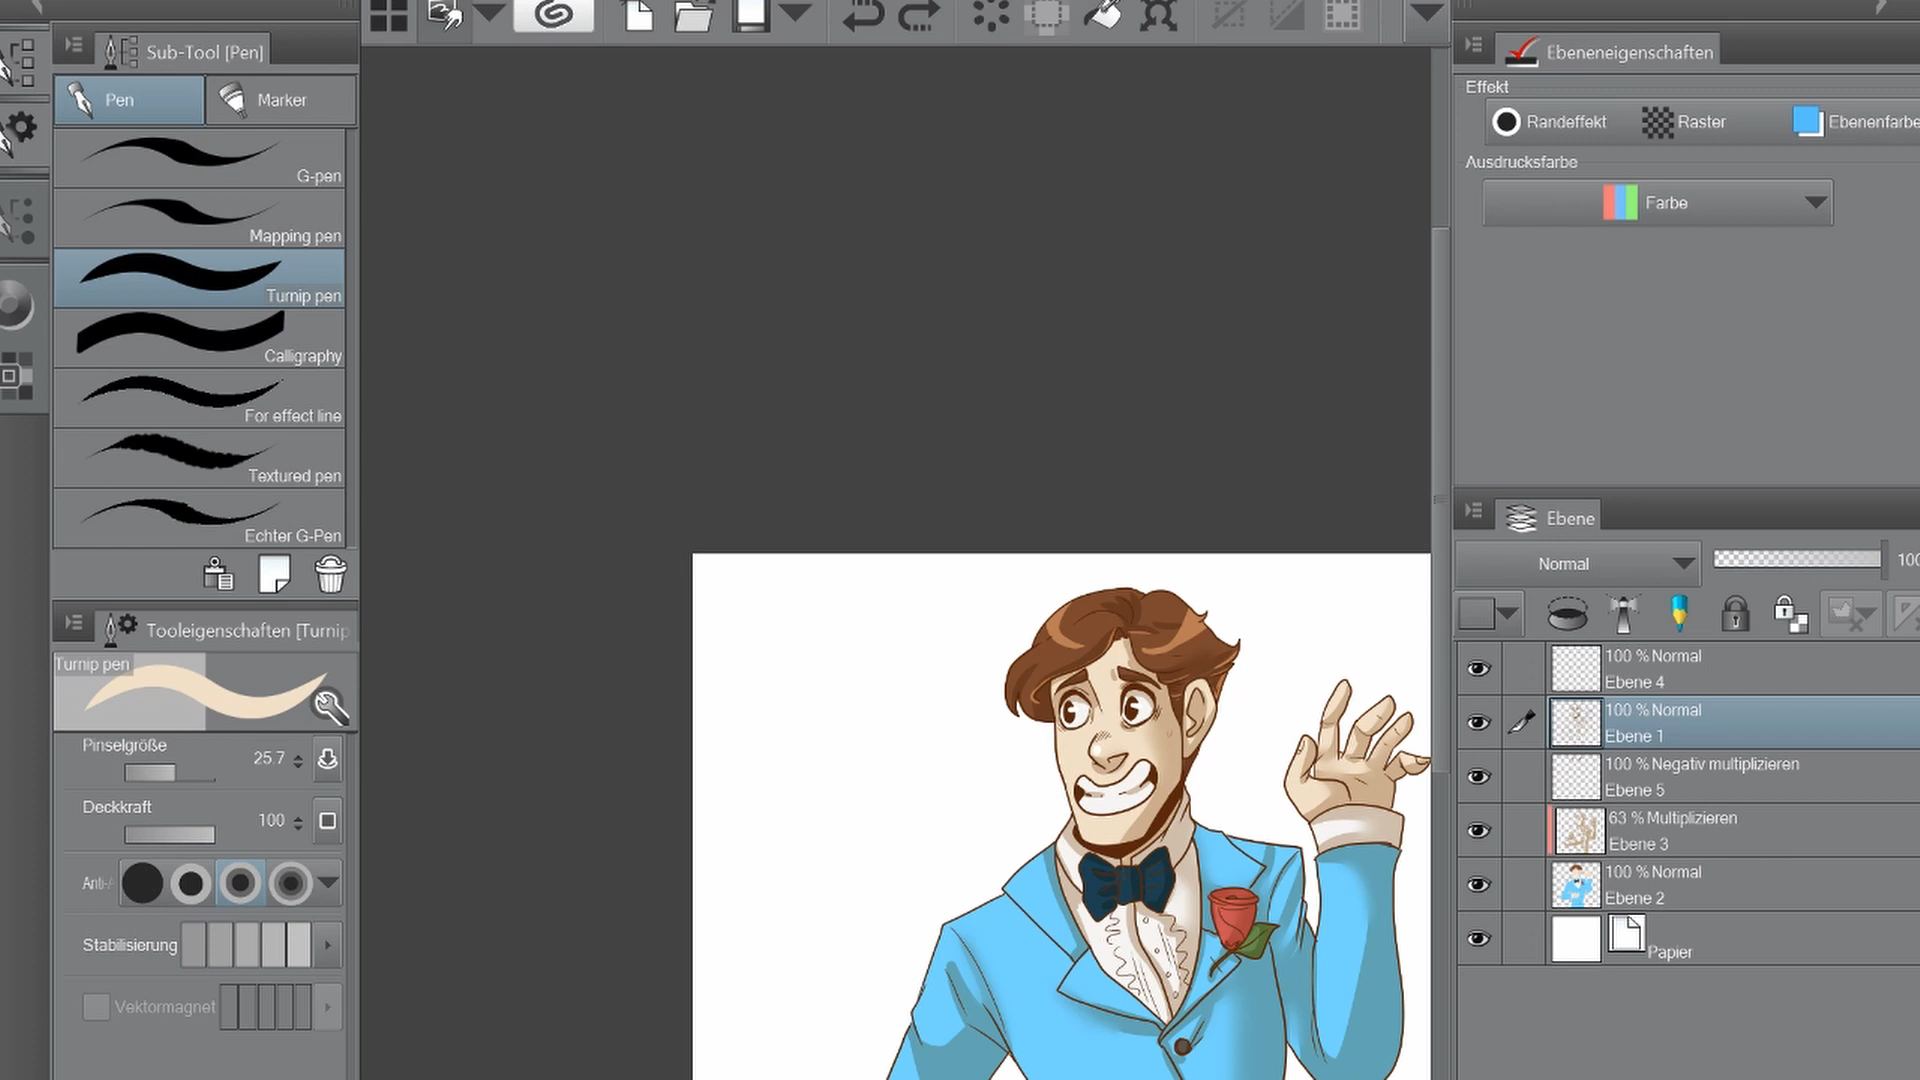 Sub-Tool [Pen]
Pen
Marker
G-pen
Mapping pen
Turnip pen
Calligraphy
For effect line
Textured pen
Echter G-Pen
Tooleigenschaften [Turnip
Turnip pen
Pinselgröße
25.7
Deckkraft
100
Anti-
Stabilisierung
Vektormagnet
Ebeneneigenschaften
Effekt
Randeffekt
Raster
Ebenenfarbe
Ausdrucksfarbe
Farbe
Ebene
Normal
100
100 % Normal
Ebene 4
100 % Normal
Ebene 1
100 % Negativ multiplizieren
Ebene 5
63 % Multiplizieren
Ebene 3
100 % Normal
Ebene 2
Papier